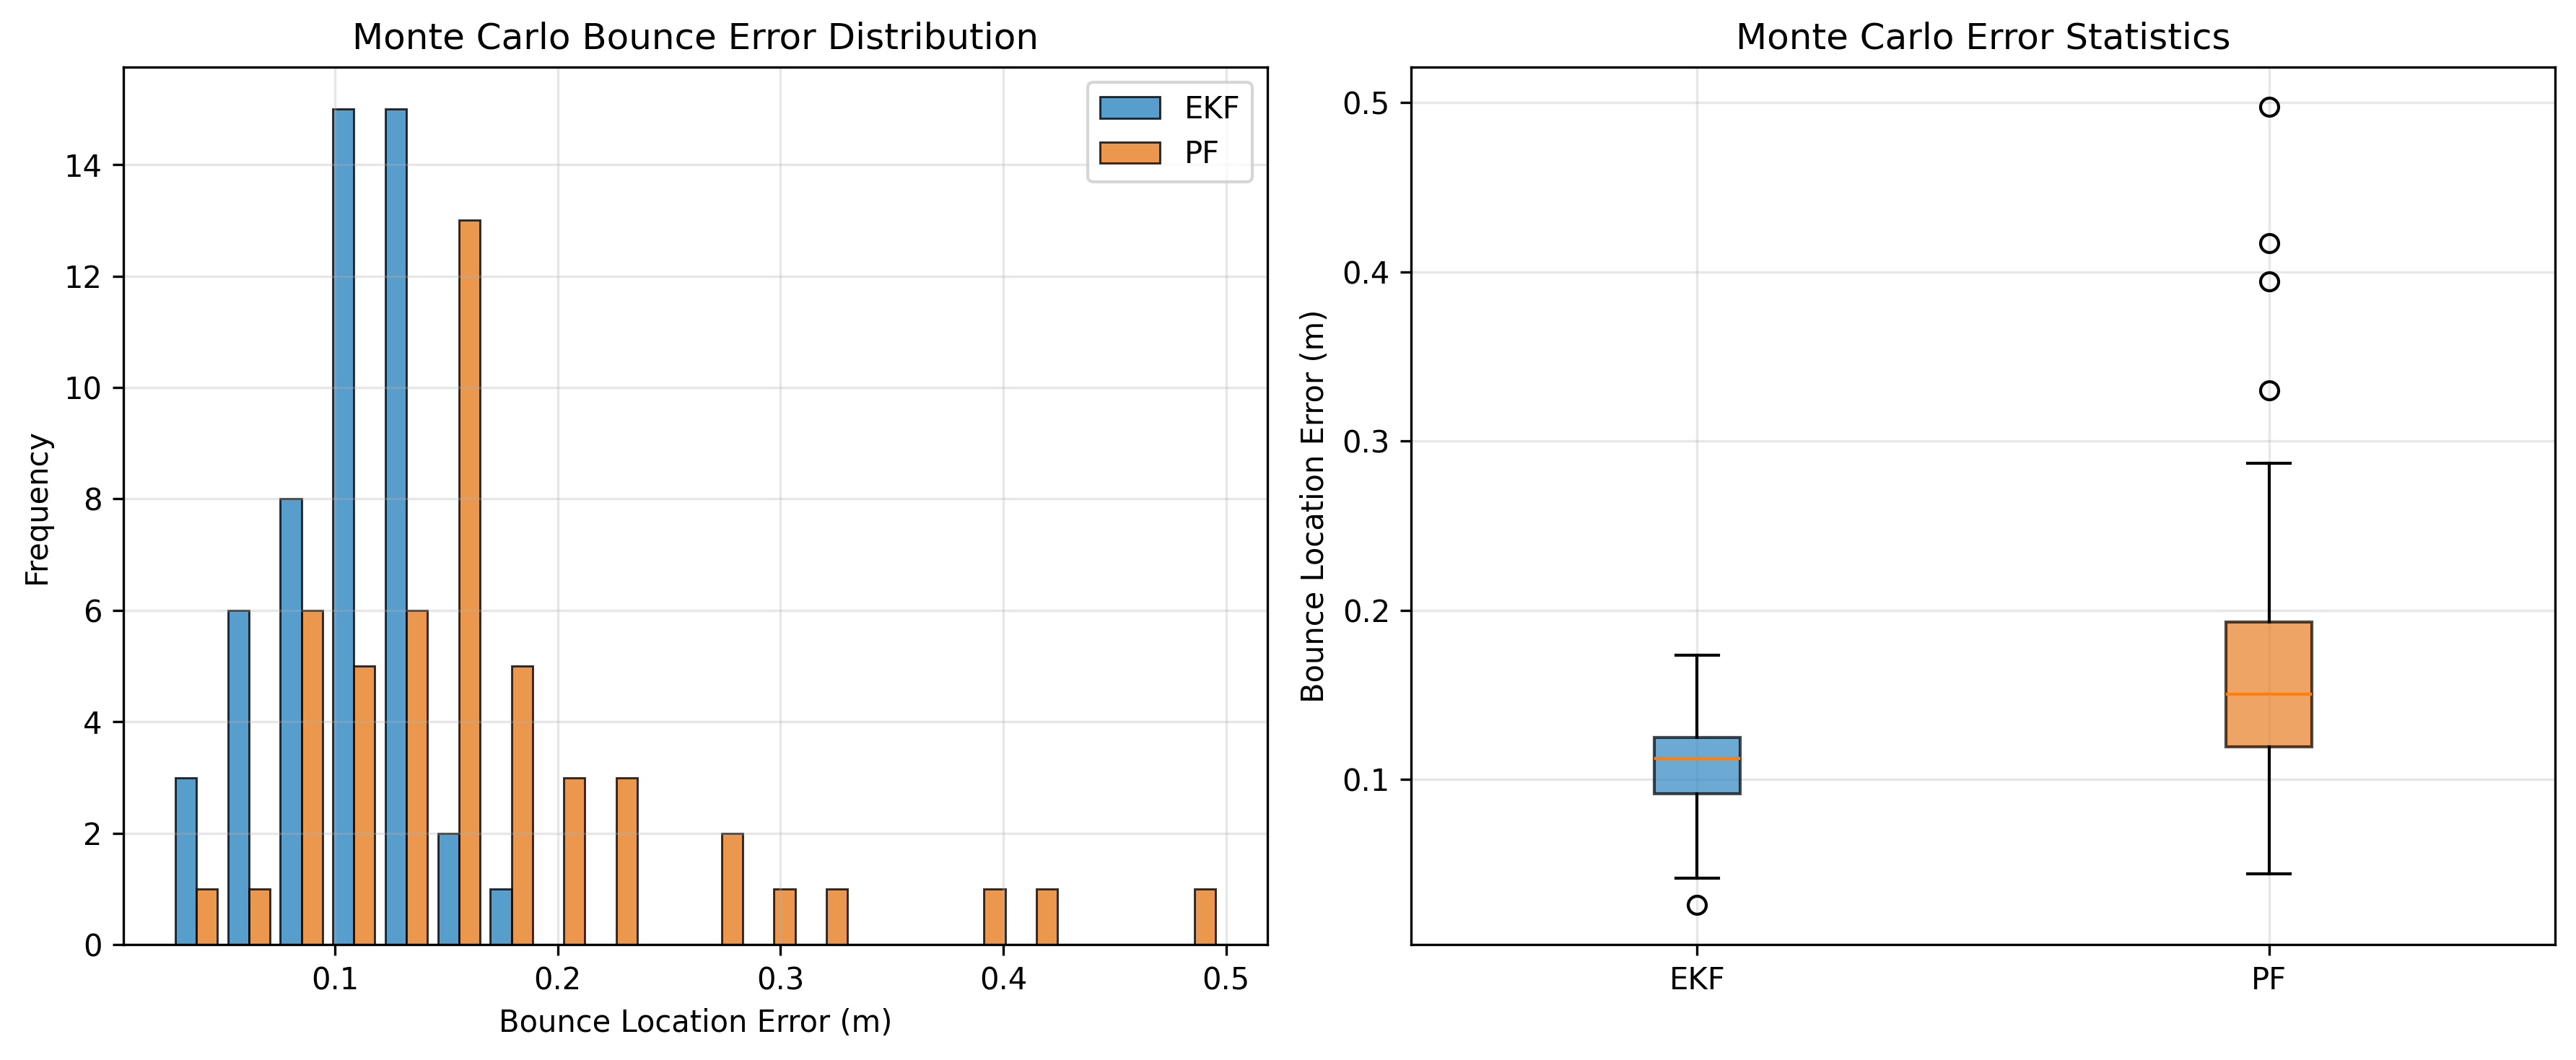 Monte Carlo Bounce Error Distribution
Frequency
14
12
10
8
6
4
2
0
0.1 0.2 0.3 0.4 0.5
Bounce Location Error (m)
EKF
PF
Monte Carlo Error Statistics
Bounce Location Error (m)
0.5
0.4
0.3
0.2
0.1
EKF PF